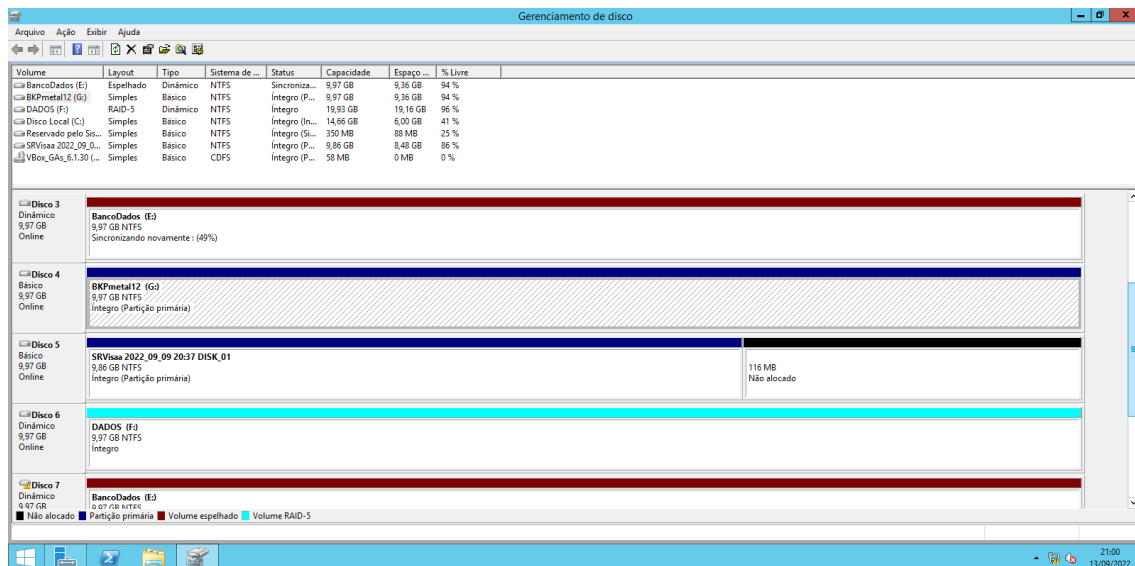 Gerenciamento de disco
Arquivo Ação Exibir Ajuda
Volume Layout Tipo Sistema de ... Status Capacidade Espaço ... % Livre
BancoDados (E:) Espelhado Dinâmico NTFS Sincroniza... 9,97 GB 9,36 GB 94 %
BKPmetal12 (G:) Simples Básico NTFS Íntegro (P... 9,97 GB 9,36 GB 94 %
DADOS (F:) RAID-5 Dinâmico NTFS Íntegro 19,93 GB 19,16 GB 96 %
Disco Local (C:) Simples Básico NTFS Íntegro (In... 14,66 GB 6,00 GB 41 %
Reservado pelo Sis... Simples Básico NTFS Íntegro (Si... 350 MB 88 MB 25 %
SRVisaa 2022_09_0... Simples Básico NTFS Íntegro (P... 9,86 GB 8,48 GB 86 %
VBox_GAs_6.1.30 (... Simples Básico CDFS Íntegro (P... 58 MB 0 MB 0 %
Disco 3
Dinâmico
9,97 GB
Online
BancoDados (E:)
9,97 GB NTFS
Sincronizando novamente : (49%)
Disco 4
Básico
9,97 GB
Online
BKPmetal12 (G:)
9,97 GB NTFS
Íntegro (Partição primária)
Disco 5
Básico
9,97 GB
Online
SRVisaa 2022_09_09 20:37 DISK_01
9,86 GB NTFS
Íntegro (Partição primária)
116 MB
Não alocado
Disco 6
Dinâmico
9,97 GB
Online
DADOS (F:)
9,97 GB NTFS
Íntegro
Disco 7
Dinâmico
9,97 GB
BancoDados (E:)
9,97 GB NTFS
Não alocado Partição primária Volume espelhado Volume RAID-5
21:00
13/09/2022